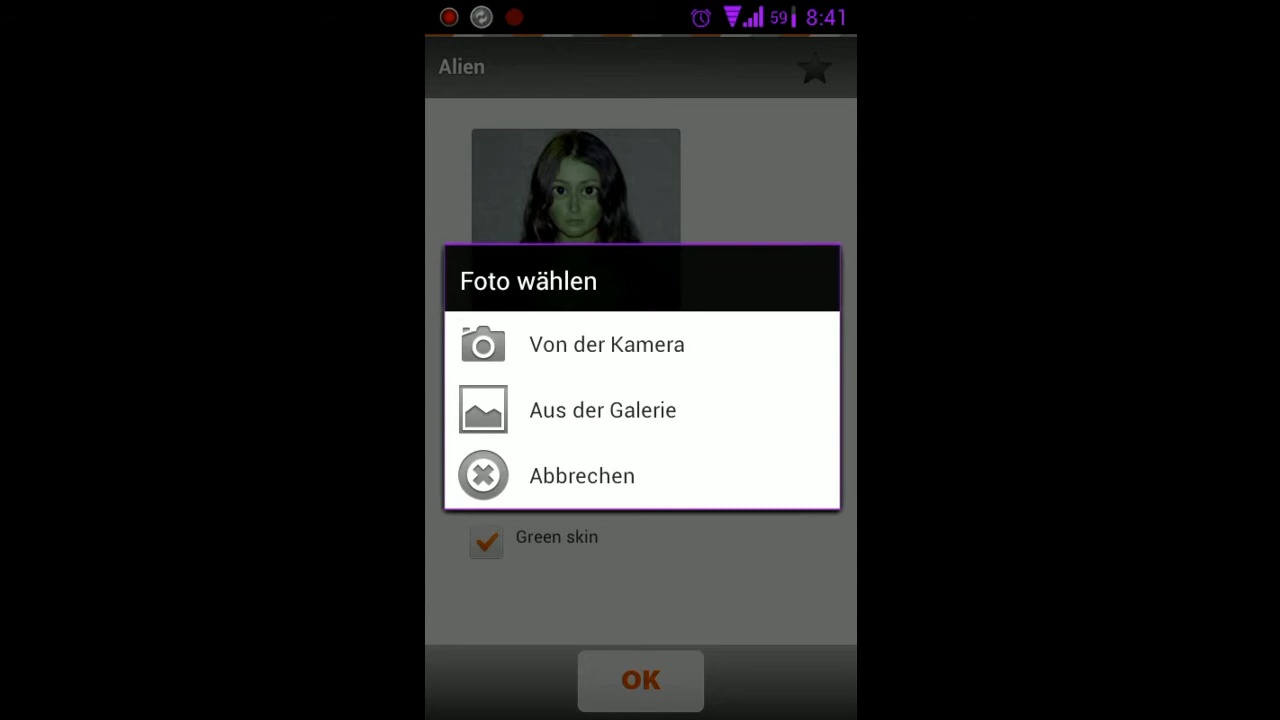 59 8:41
Alien
Foto wählen
Von der Kamera
Aus der Galerie
Abbrechen
Green skin
OK